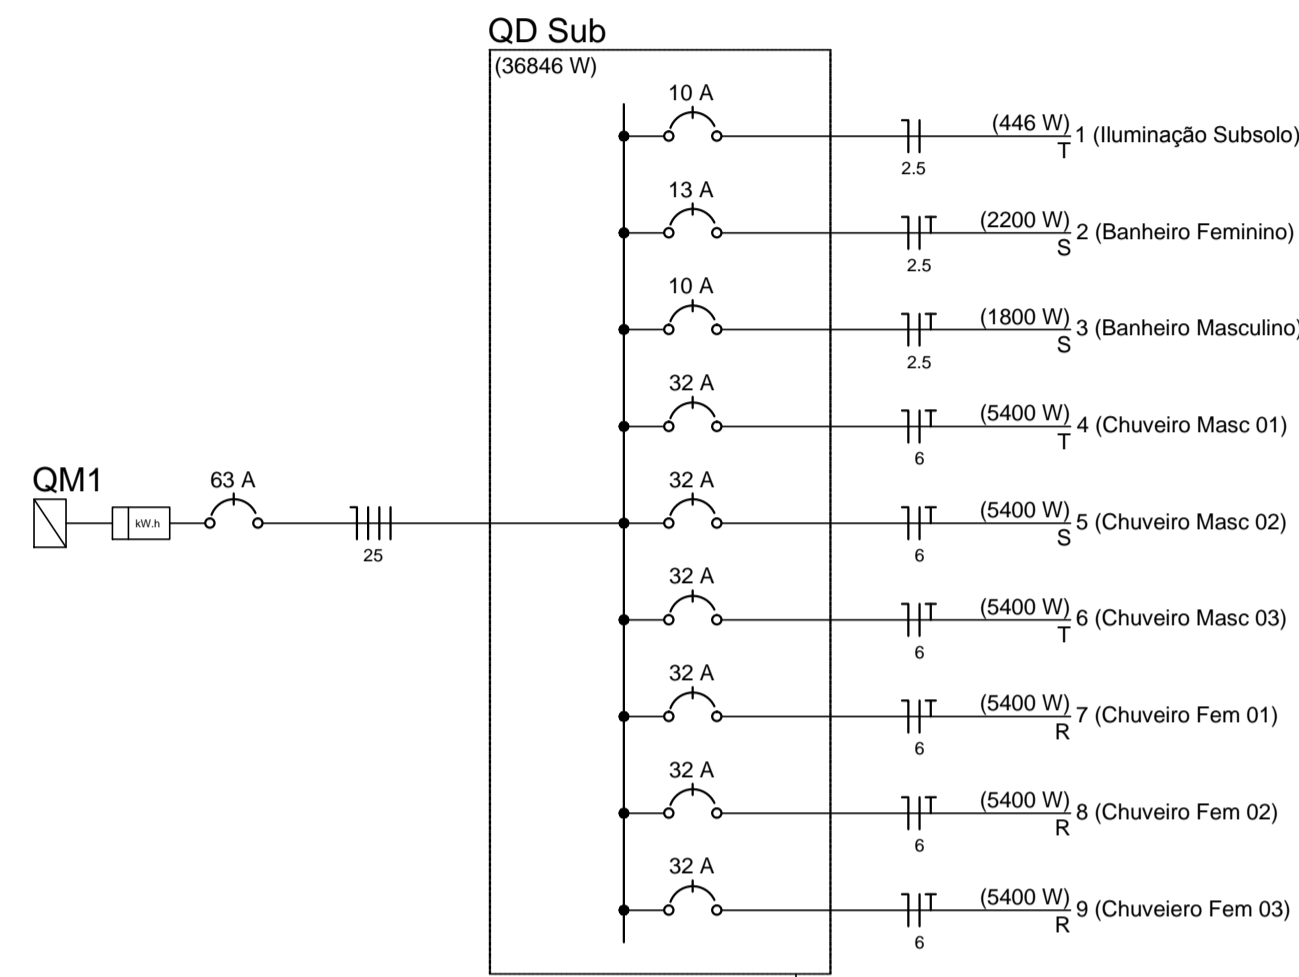 QD Sub
(36846 W)
10 A
(446 W)
1 (Iluminação Subsolo)
T
2.5
13 A
(2200 W)
2 (Banheiro Feminino)
T
S
2.5
10 A
(1800 W)
3 (Banheiro Masculino)
T
S
2.5
32 A
(5400 W)
4 (Chuveiro Masc 01)
T
T
6
QM1
63 A
kW.h
25
32 A
(5400 W)
5 (Chuveiro Masc 02)
T
S
6
32 A
(5400 W)
6 (Chuveiro Masc 03)
T
T
6
32 A
(5400 W)
7 (Chuveiro Fem 01)
T
R
6
32 A
(5400 W)
8 (Chuveiro Fem 02)
T
R
6
32 A
(5400 W)
9 (Chuveiero Fem 03)
T
R
6